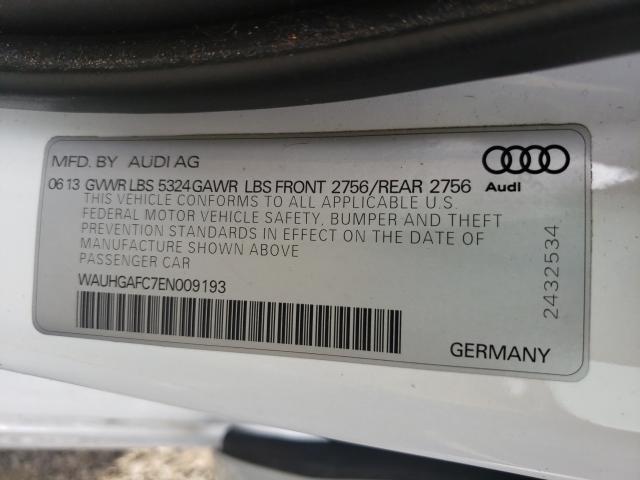 MFD. BY AUDI AG
06 13 GVWR LBS 5324 GAWR LBS FRONT 2756/REAR 2756
Audi
THIS VEHICLE CONFORMS TO ALL APPLICABLE U.S.
FEDERAL MOTOR VEHICLE SAFETY, BUMPER AND THEFT
PREVENTION STANDARDS IN EFFECT ON THE DATE OF
MANUFACTURE SHOWN ABOVE
PASSENGER CAR
WAUHGAFC7EN009193
2432534
GERMANY